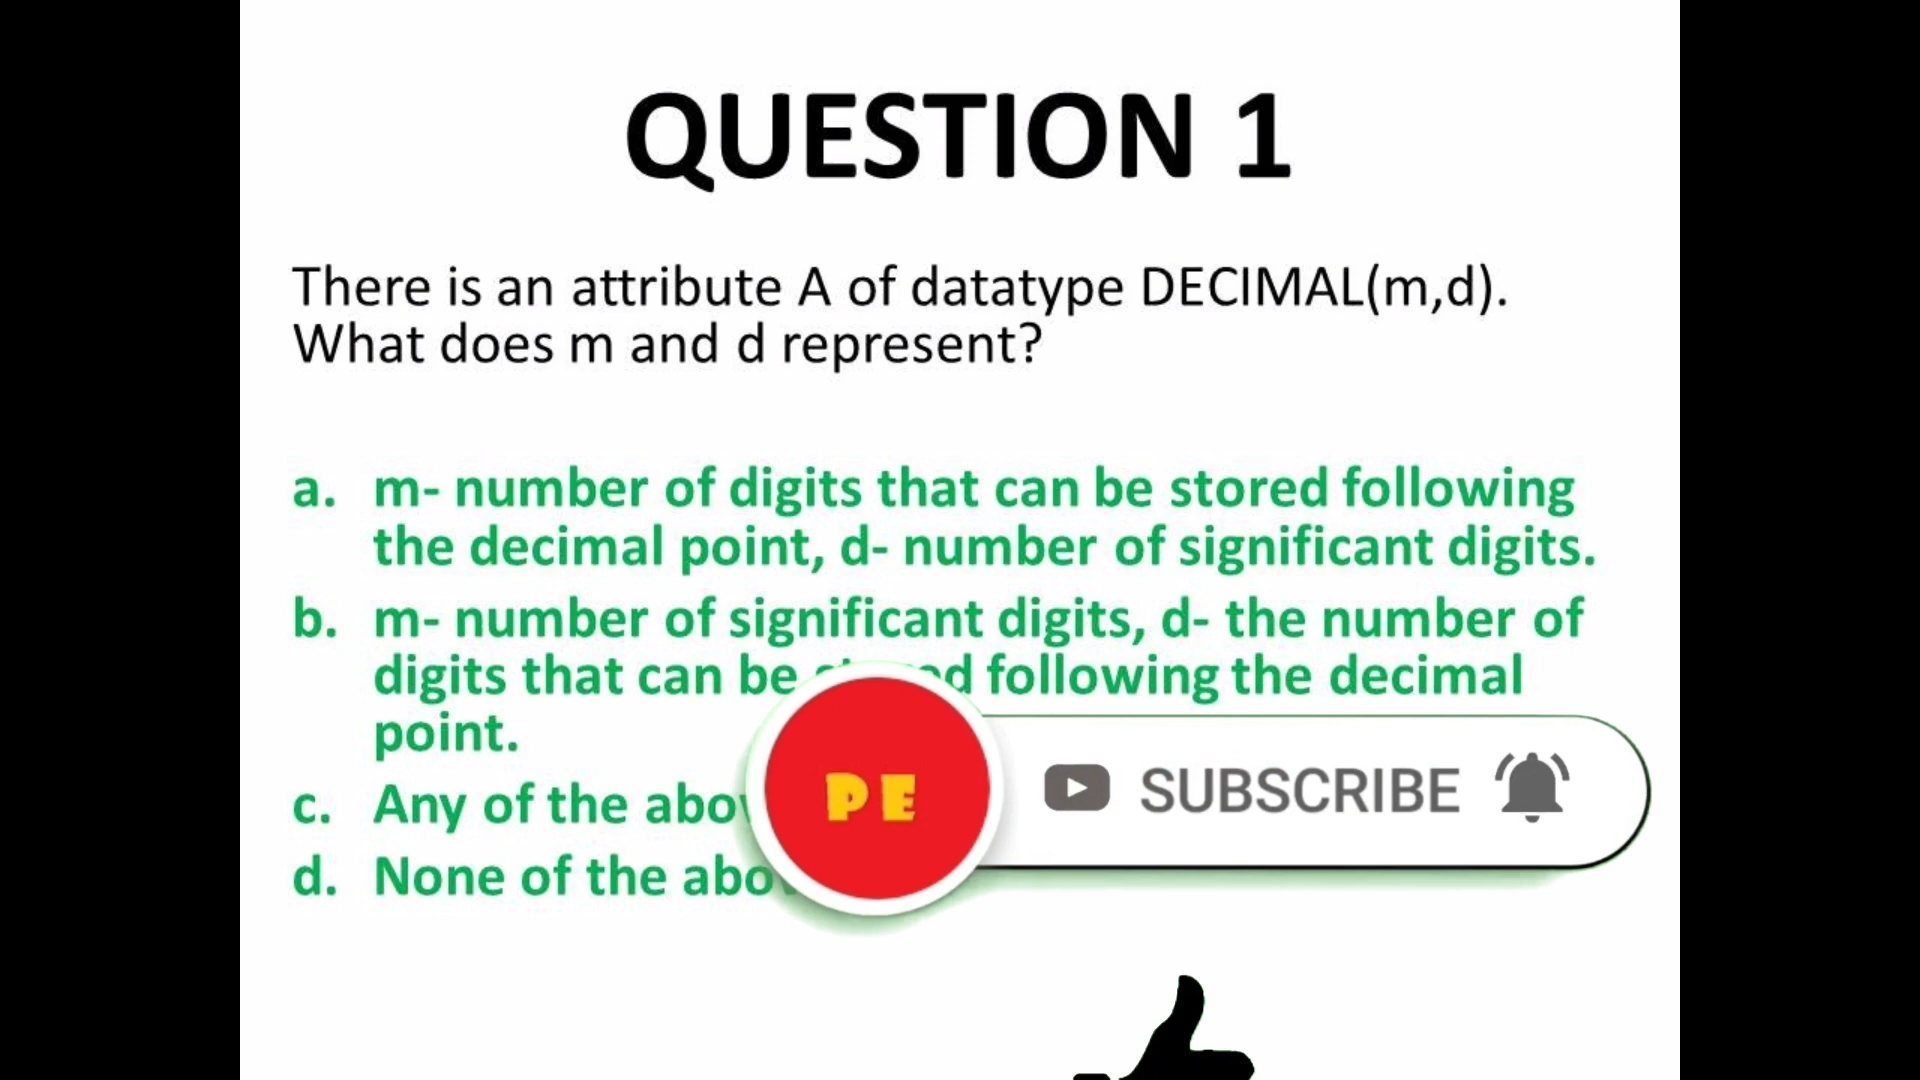 QUESTION 1
There is an attribute A of datatype DECIMAL(m,d).
What does m and d represent?
a. m- number of digits that can be stored following
the decimal point, d- number of significant digits.
b. m- number of significant digits, d- the number of
digits that can be following the decimal
point.
c. Any of the
d. None of the
PE
SUBSCRIBE